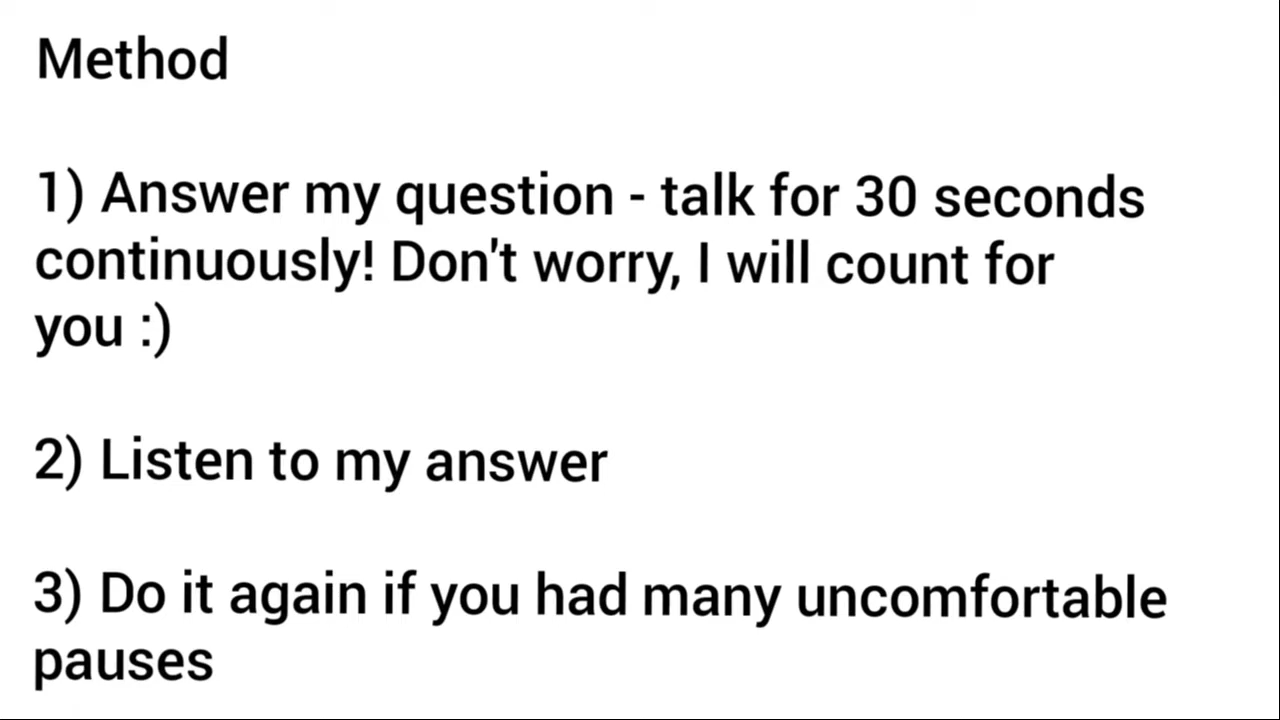 Method
1) Answer my question - talk for 30 seconds
continuously! Don't worry, I will count for
you :)
2) Listen to my answer
3) Do it again if you had many uncomfortable
pauses